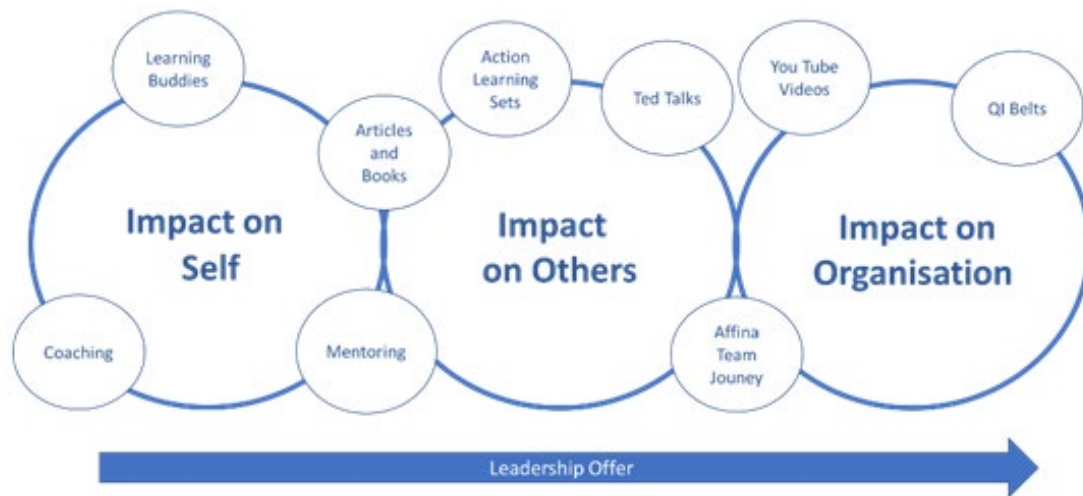 Learning
Buddies
Articles
and
Books
Impact on
Self
Coaching
Mentoring
Action
Learning
Sets
Ted Talks
Impact
on Others
Affina
Team
Jouney
You Tube
Videos
QI Belts
Impact on
Organisation
Leadership Offer